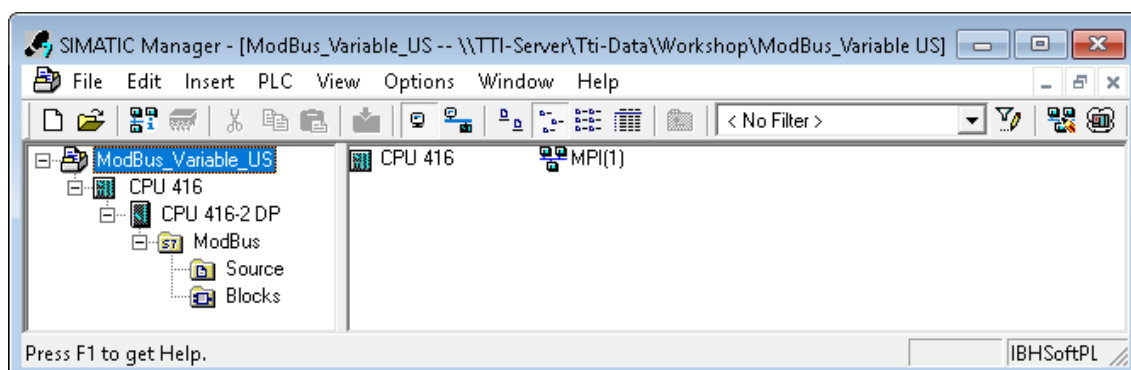 SIMATIC Manager - [ModBus_Variable_US -- \\TTI-Server\Tti-Data\Workshop\ModBus_Variable US]
File Edit Insert PLC View Options Window Help
< No Filter >
ModBus_Variable_US
CPU 416
CPU 416-2 DP
S7 ModBus
Source
Blocks
CPU 416 MPI(1)
Press F1 to get Help. IBHSoftPL